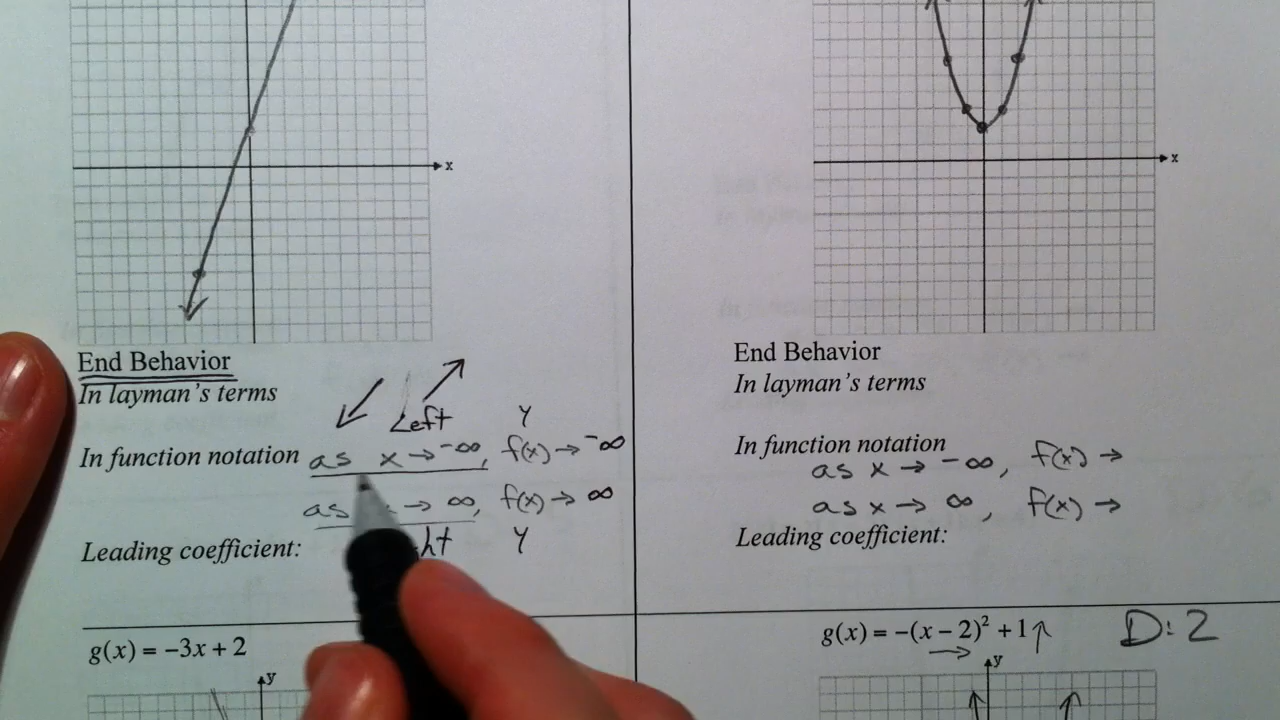 x
End Behavior
In layman's terms
Left Y
In function notation as x → -∞, f(x) → -∞
as → ∞, f(x) → ∞
Leading coefficient: ht Y
g(x) = -3x + 2
y
x
End Behavior
In layman's terms
In function notation
as x → -∞, f(x) →
as x → ∞, f(x) →
Leading coefficient:
g(x) = -(x - 2)² + 1↑ D: 2
→
y